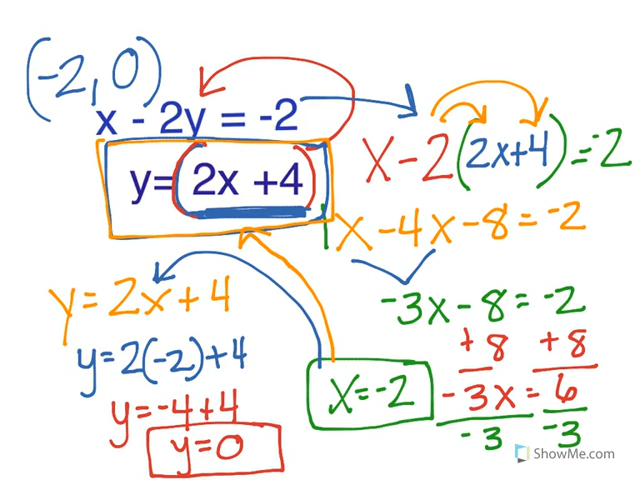 (-2, 0)
x - 2y = -2
y= 2x +4
x - 2(2x+4) = -2
1x - 4x - 8 = -2
-3x - 8 = -2
+8 +8
-3x = 6
-3 -3
x = -2
y = 2x + 4
y = 2(-2) + 4
y = -4 + 4
y = 0
ShowMe.com